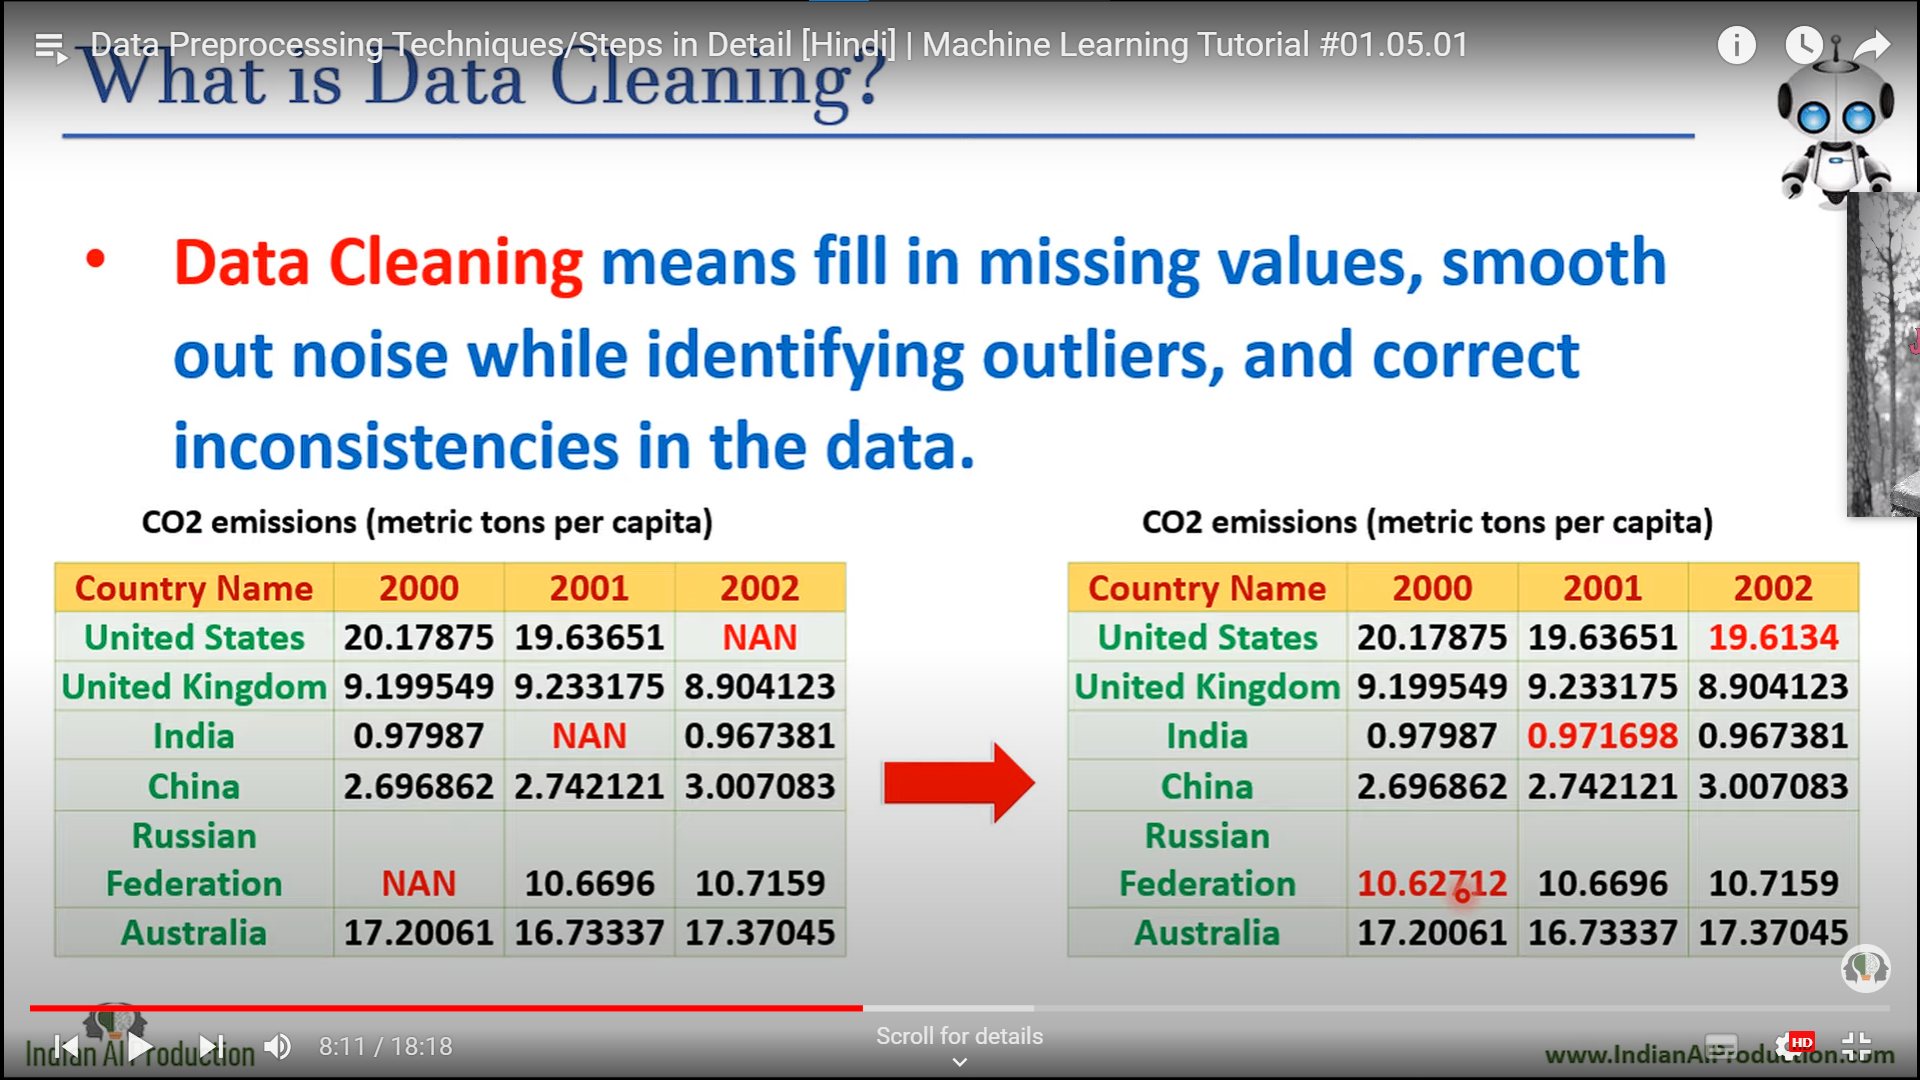 Data Preprocessing Techniques/Steps in Detail [Hindi] | Machine Learning Tutorial #01.05.01
What is Data Cleaning?
• Data Cleaning means fill in missing values, smooth
out noise while identifying outliers, and correct
inconsistencies in the data.
CO2 emissions (metric tons per capita)
Country Name 2000 2001 2002
United States 20.17875 19.63651 NAN
United Kingdom 9.199549 9.233175 8.904123
India 0.97987 NAN 0.967381
China 2.696862 2.742121 3.007083
Russian
Federation NAN 10.6696 10.7159
Australia 17.20061 16.73337 17.37045
CO2 emissions (metric tons per capita)
Country Name 2000 2001 2002
United States 20.17875 19.63651 19.6134
United Kingdom 9.199549 9.233175 8.904123
India 0.97987 0.971698 0.967381
China 2.696862 2.742121 3.007083
Russian
Federation 10.62712 10.6696 10.7159
Australia 17.20061 16.73337 17.37045
Scroll for details
8:11 / 18:18
HD
Indian AI Production
www.IndianAIProduction.com